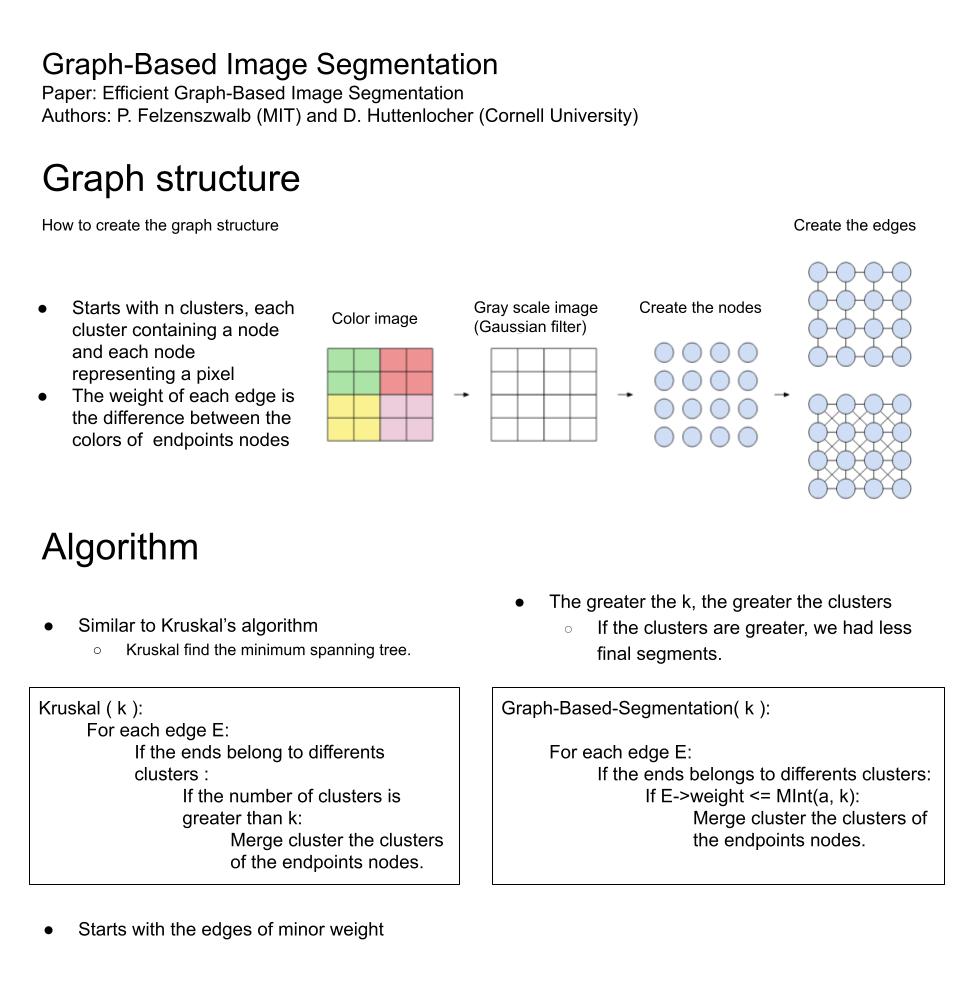 Graph-Based Image Segmentation
Paper: Efficient Graph-Based Image Segmentation
Authors: P. Felzenszwalb (MIT) and D. Huttenlocher (Cornell University)
Graph structure
How to create the graph structure
● Starts with n clusters, each
cluster containing a node
and each node
representing a pixel
● The weight of each edge is
the difference between the
colors of endpoints nodes
Color image
Gray scale image
(Gaussian filter)
Create the nodes
Create the edges
Algorithm
● Similar to Kruskal's algorithm
○ Kruskal find the minimum spanning tree.
● The greater the k, the greater the clusters
○ If the clusters are greater, we had less
final segments.
Kruskal ( k ):
For each edge E:
If the ends belong to differents
clusters :
If the number of clusters is
greater than k:
Merge cluster the clusters
of the endpoints nodes.
Graph-Based-Segmentation( k ):
For each edge E:
If the ends belongs to differents clusters:
If E->weight <= MInt(a, k):
Merge cluster the clusters of
the endpoints nodes.
● Starts with the edges of minor weight